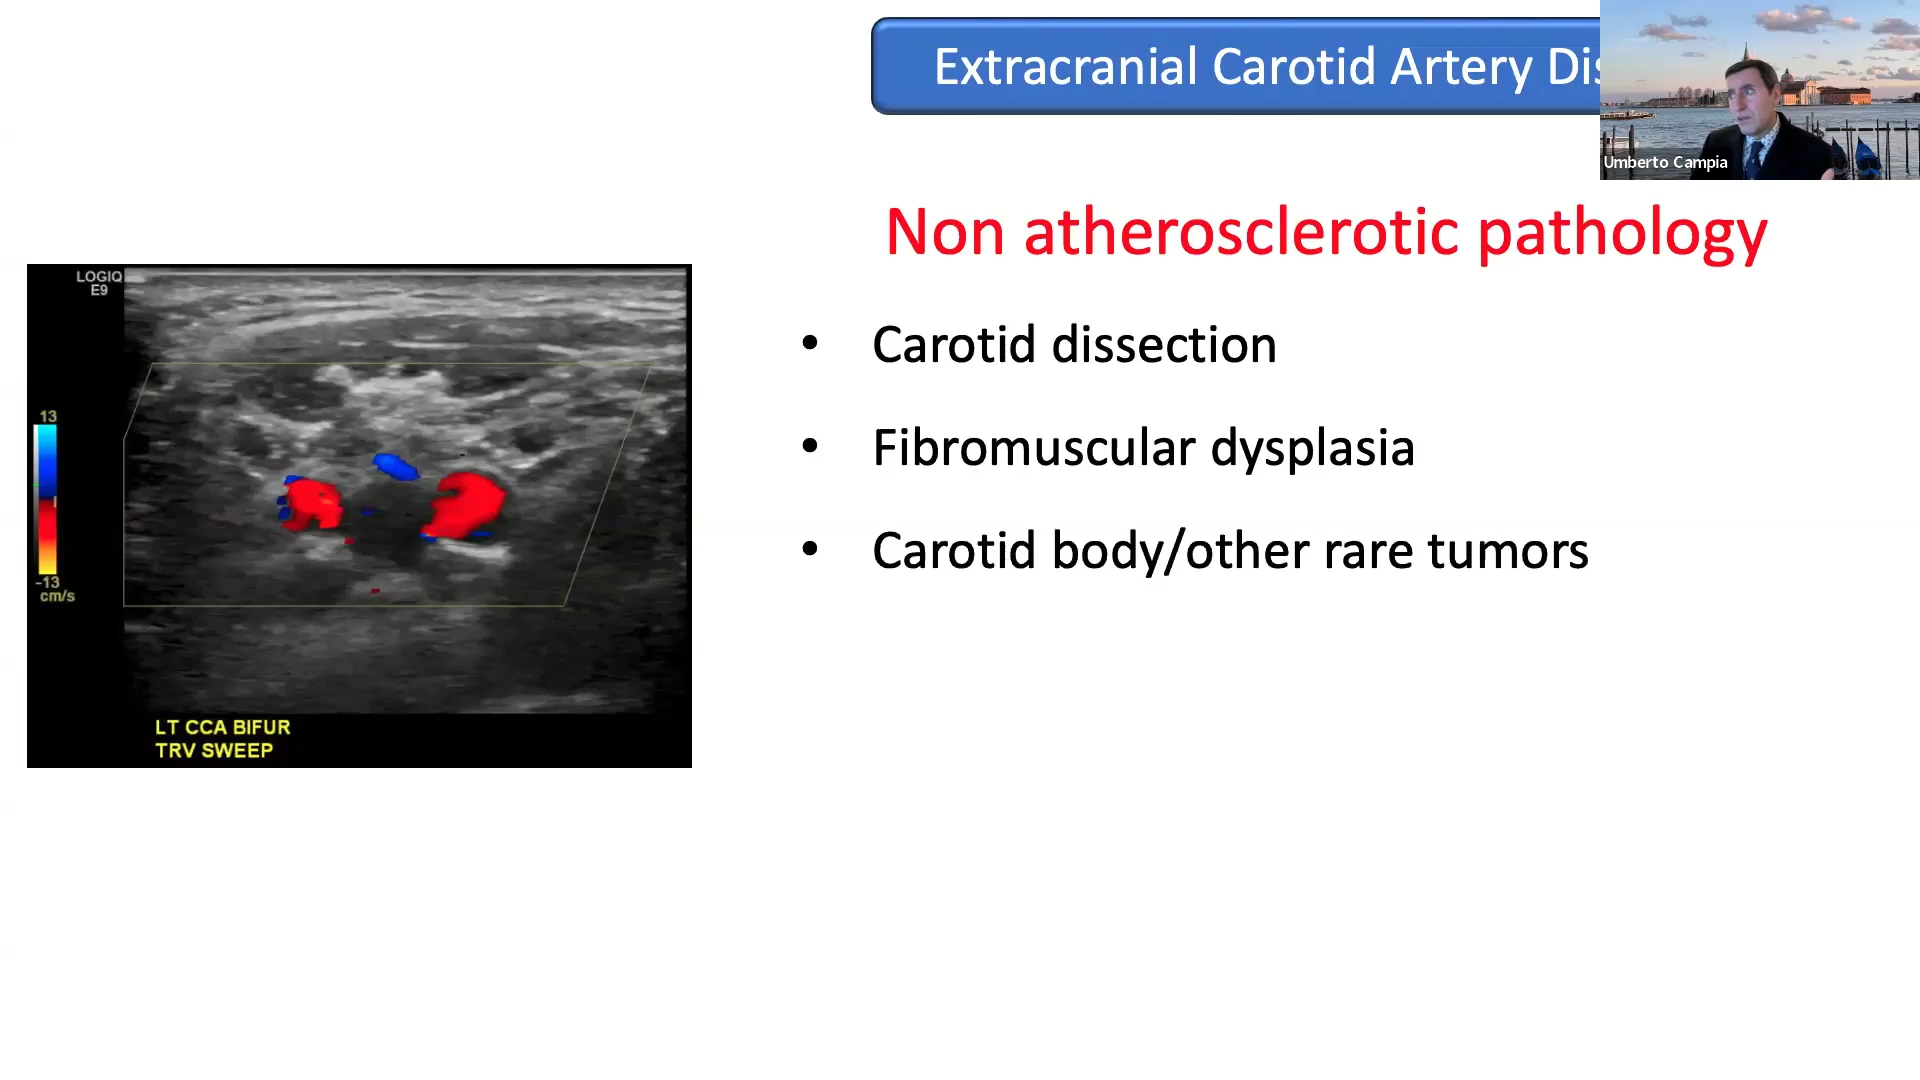 Extracranial Carotid Artery Dis
Umberto Campia
Non atherosclerotic pathology
• Carotid dissection
• Fibromuscular dysplasia
• Carotid body/other rare tumors
LOGIQ
E9
13
-13
cm/s
LT CCA BIFUR
TRV SWEEP